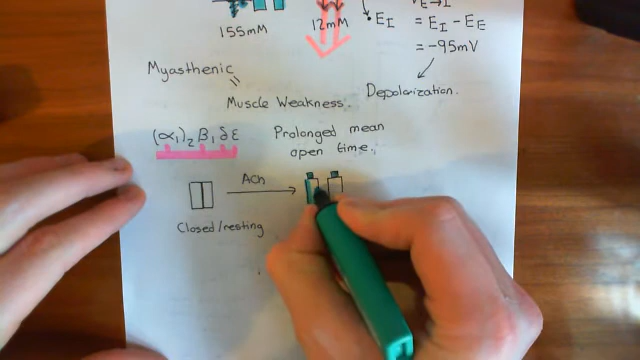 155mM
12mM
E_I
V_E→I
= E_I − E_E
= −95mV
Myasthenic
Muscle Weakness.
Depolarization.
(α₁)₂ β₁ δ ε
Prolonged mean
open time.
ACh
Closed/resting